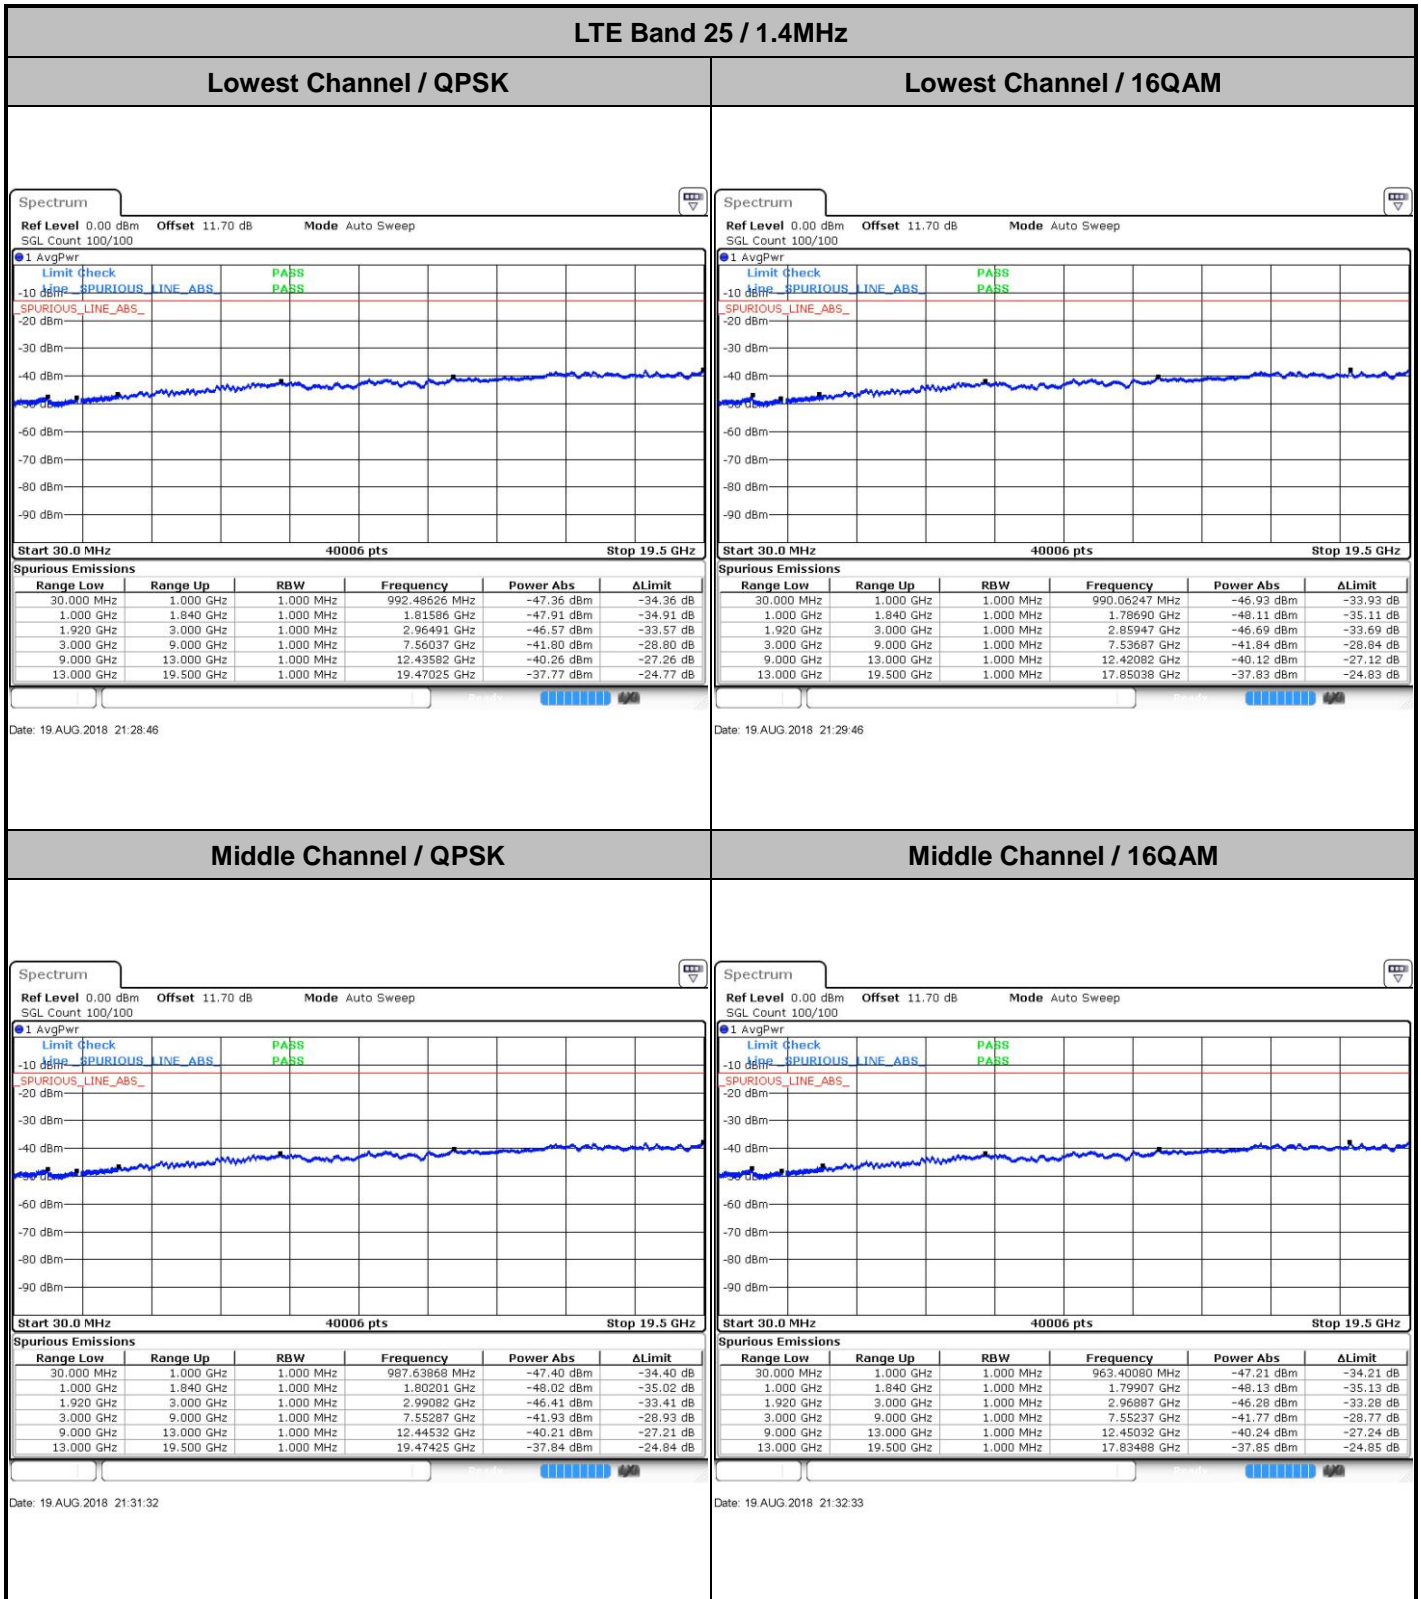 LTE Band 25 / 1.4MHz
Lowest Channel / QPSK
Lowest Channel / 16QAM
Spectrum
Ref Level 0.00 dBm Offset 11.70 dB Mode Auto Sweep
SGL Count 100/100
1 AvgPwr
Limit Check PASS
Line _SPURIOUS_LINE_ABS_ PASS
-10 dBm
_SPURIOUS_LINE_ABS_
-20 dBm
-30 dBm
-40 dBm
-60 dBm
-70 dBm
-80 dBm
-90 dBm
Start 30.0 MHz 40006 pts Stop 19.5 GHz
Spurious Emissions
Range Low Range Up RBW Frequency Power Abs ΔLimit
30.000 MHz 1.000 GHz 1.000 MHz 992.48626 MHz -47.36 dBm -34.36 dB
1.000 GHz 1.840 GHz 1.000 MHz 1.81586 GHz -47.91 dBm -34.91 dB
1.920 GHz 3.000 GHz 1.000 MHz 2.96491 GHz -46.57 dBm -33.57 dB
3.000 GHz 9.000 GHz 1.000 MHz 7.56037 GHz -41.80 dBm -28.80 dB
9.000 GHz 13.000 GHz 1.000 MHz 12.43582 GHz -40.26 dBm -27.26 dB
13.000 GHz 19.500 GHz 1.000 MHz 19.47025 GHz -37.77 dBm -24.77 dB
Date: 19.AUG.2018 21:28:46
Spectrum
Ref Level 0.00 dBm Offset 11.70 dB Mode Auto Sweep
SGL Count 100/100
1 AvgPwr
Limit Check PASS
Line _SPURIOUS_LINE_ABS_ PASS
-10 dBm
_SPURIOUS_LINE_ABS_
-20 dBm
-30 dBm
-40 dBm
-60 dBm
-70 dBm
-80 dBm
-90 dBm
Start 30.0 MHz 40006 pts Stop 19.5 GHz
Spurious Emissions
Range Low Range Up RBW Frequency Power Abs ΔLimit
30.000 MHz 1.000 GHz 1.000 MHz 990.06247 MHz -46.93 dBm -33.93 dB
1.000 GHz 1.840 GHz 1.000 MHz 1.78690 GHz -48.11 dBm -35.11 dB
1.920 GHz 3.000 GHz 1.000 MHz 2.85947 GHz -46.69 dBm -33.69 dB
3.000 GHz 9.000 GHz 1.000 MHz 7.53687 GHz -41.84 dBm -28.84 dB
9.000 GHz 13.000 GHz 1.000 MHz 12.42082 GHz -40.12 dBm -27.12 dB
13.000 GHz 19.500 GHz 1.000 MHz 17.85038 GHz -37.83 dBm -24.83 dB
Date: 19.AUG.2018 21:29:46
Middle Channel / QPSK
Middle Channel / 16QAM
Spectrum
Ref Level 0.00 dBm Offset 11.70 dB Mode Auto Sweep
SGL Count 100/100
1 AvgPwr
Limit Check PASS
Line _SPURIOUS_LINE_ABS_ PASS
-10 dBm
_SPURIOUS_LINE_ABS_
-20 dBm
-30 dBm
-40 dBm
-60 dBm
-70 dBm
-80 dBm
-90 dBm
Start 30.0 MHz 40006 pts Stop 19.5 GHz
Spurious Emissions
Range Low Range Up RBW Frequency Power Abs ΔLimit
30.000 MHz 1.000 GHz 1.000 MHz 987.63868 MHz -47.40 dBm -34.40 dB
1.000 GHz 1.840 GHz 1.000 MHz 1.80201 GHz -48.02 dBm -35.02 dB
1.920 GHz 3.000 GHz 1.000 MHz 2.99082 GHz -46.41 dBm -33.41 dB
3.000 GHz 9.000 GHz 1.000 MHz 7.55287 GHz -41.93 dBm -28.93 dB
9.000 GHz 13.000 GHz 1.000 MHz 12.44532 GHz -40.21 dBm -27.21 dB
13.000 GHz 19.500 GHz 1.000 MHz 19.47425 GHz -37.84 dBm -24.84 dB
Date: 19.AUG.2018 21:31:32
Spectrum
Ref Level 0.00 dBm Offset 11.70 dB Mode Auto Sweep
SGL Count 100/100
1 AvgPwr
Limit Check PASS
Line _SPURIOUS_LINE_ABS_ PASS
-10 dBm
_SPURIOUS_LINE_ABS_
-20 dBm
-30 dBm
-40 dBm
-60 dBm
-70 dBm
-80 dBm
-90 dBm
Start 30.0 MHz 40006 pts Stop 19.5 GHz
Spurious Emissions
Range Low Range Up RBW Frequency Power Abs ΔLimit
30.000 MHz 1.000 GHz 1.000 MHz 963.40080 MHz -47.21 dBm -34.21 dB
1.000 GHz 1.840 GHz 1.000 MHz 1.79907 GHz -48.13 dBm -35.13 dB
1.920 GHz 3.000 GHz 1.000 MHz 2.96887 GHz -46.28 dBm -33.28 dB
3.000 GHz 9.000 GHz 1.000 MHz 7.55237 GHz -41.77 dBm -28.77 dB
9.000 GHz 13.000 GHz 1.000 MHz 12.45032 GHz -40.24 dBm -27.24 dB
13.000 GHz 19.500 GHz 1.000 MHz 17.83488 GHz -37.85 dBm -24.85 dB
Date: 19.AUG.2018 21:32:33